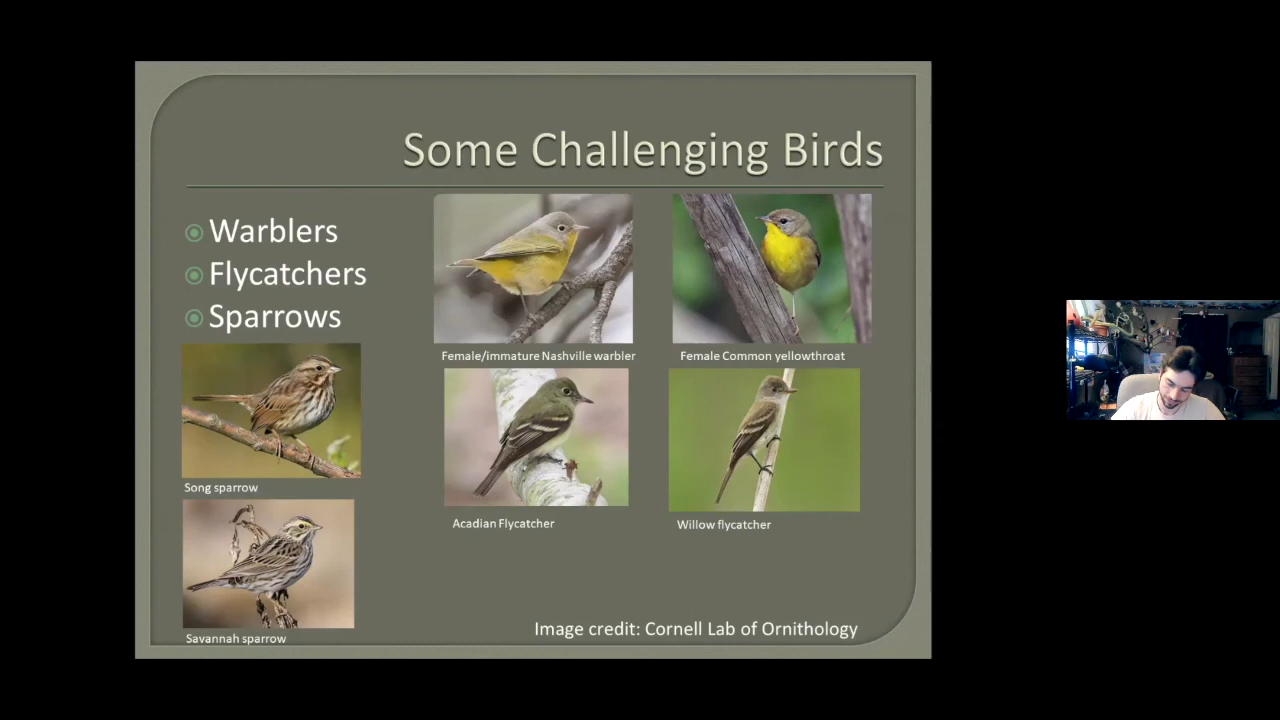 Some Challenging Birds
Warblers
Flycatchers
Sparrows
Female/immature Nashville warbler
Female Common yellowthroat
Song sparrow
Acadian Flycatcher
Willow flycatcher
Savannah sparrow
Image credit: Cornell Lab of Ornithology